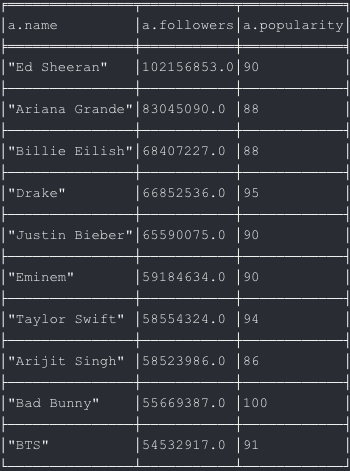 a.name a.followers a.popularity
"Ed Sheeran" 102156853.0 90
"Ariana Grande" 83045090.0 88
"Billie Eilish" 68407227.0 88
"Drake" 66852536.0 95
"Justin Bieber" 65590075.0 90
"Eminem" 59184634.0 90
"Taylor Swift" 58554324.0 94
"Arijit Singh" 58523986.0 86
"Bad Bunny" 55669387.0 100
"BTS" 54532917.0 91